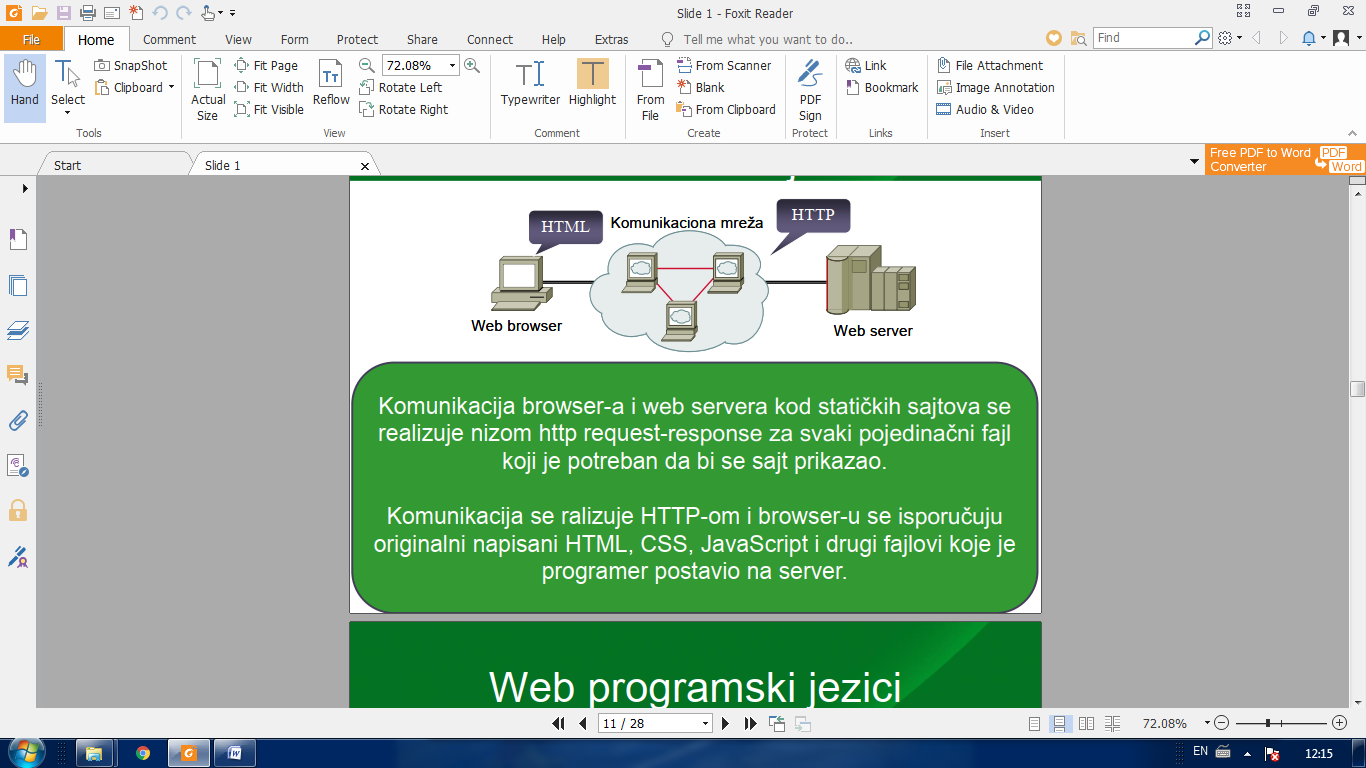 Slide 1 - Foxit Reader
File Home Comment View Form Protect Share Connect Help Extras Tell me what you want to do.. Find
Hand
Select
SnapShot
Clipboard
Tools
Actual Size
Fit Page
Fit Width
Fit Visible
Reflow
72.08%
Rotate Left
Rotate Right
View
Typewriter
Highlight
Comment
From File
From Scanner
Blank
From Clipboard
Create
PDF Sign
Protect
Link
Bookmark
Links
File Attachment
Image Annotation
Audio & Video
Insert
Start
Slide 1
Free PDF to Word
Converter
PDF
Word
HTML
Komunikaciona mreža
HTTP
Web browser
Web server
Komunikacija browser-a i web servera kod statičkih sajtova se
realizuje nizom http request-response za svaki pojedinačni fajl
koji je potreban da bi se sajt prikazao.
Komunikacija se ralizuje HTTP-om i browser-u se isporučuju
originalni napisani HTML, CSS, JavaScript i drugi fajlovi koje je
programer postavio na server.
Web programski jezici
11 / 28
72.08%
EN
12:15